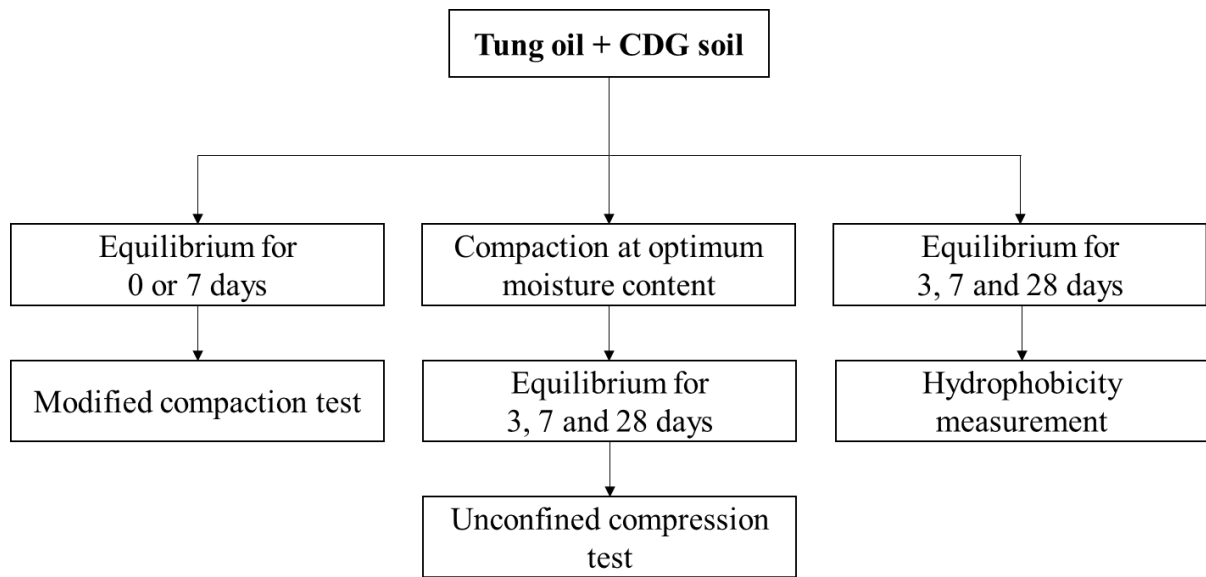 Tung oil + CDG soil
Equilibrium for
0 or 7 days
Modified compaction test
Compaction at optimum
moisture content
Equilibrium for
3, 7 and 28 days
Unconfined compression
test
Equilibrium for
3, 7 and 28 days
Hydrophobicity
measurement